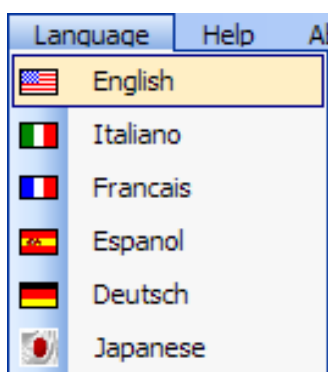 Language Help
English
Italiano
Francais
Espanol
Deutsch
Japanese